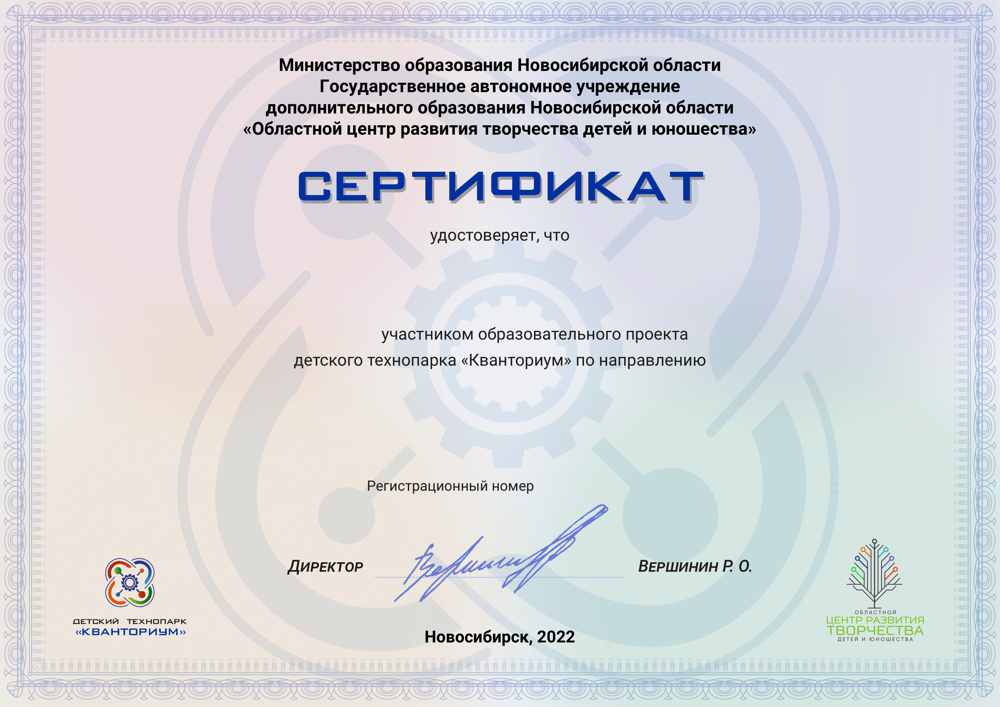 Министерство образования Новосибирской области
Государственное автономное учреждение
дополнительного образования Новосибирской области
«Областной центр развития творчества детей и юношества»
СЕРТИФИКАТ
удостоверяет, что
участником образовательного проекта
детского технопарка «Кванториум» по направлению
Регистрационный номер
Директор
Вершинин Р. О.
ДЕТСКИЙ ТЕХНОПАРК
«КВАНТОРИУМ»
ОБЛАСТНОЙ
ЦЕНТР РАЗВИТИЯ
ТВОРЧЕСТВА
ДЕТЕЙ И ЮНОШЕСТВА
Новосибирск, 2022